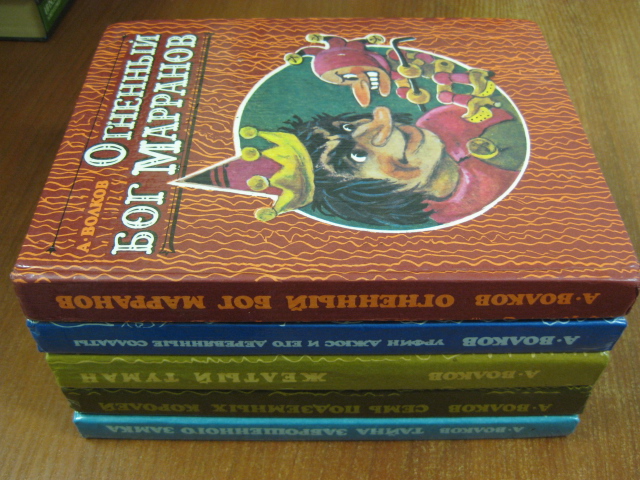 А. ВОЛКОВ
ОГНЕННЫЙ
БОГ МАРРАНОВ
А. ВОЛКОВ ОГНЕННЫЙ БОГ МАРРАНОВ
А. ВОЛКОВ УРФИН ДЖЮС И ЕГО ДЕРЕВЯННЫЕ СОЛДАТЫ
А. ВОЛКОВ ЖЕЛТЫЙ ТУМАН
А. ВОЛКОВ СЕМЬ ПОДЗЕМНЫХ КОРОЛЕЙ
А. ВОЛКОВ ТАЙНА ЗАБРОШЕННОГО ЗАМКА